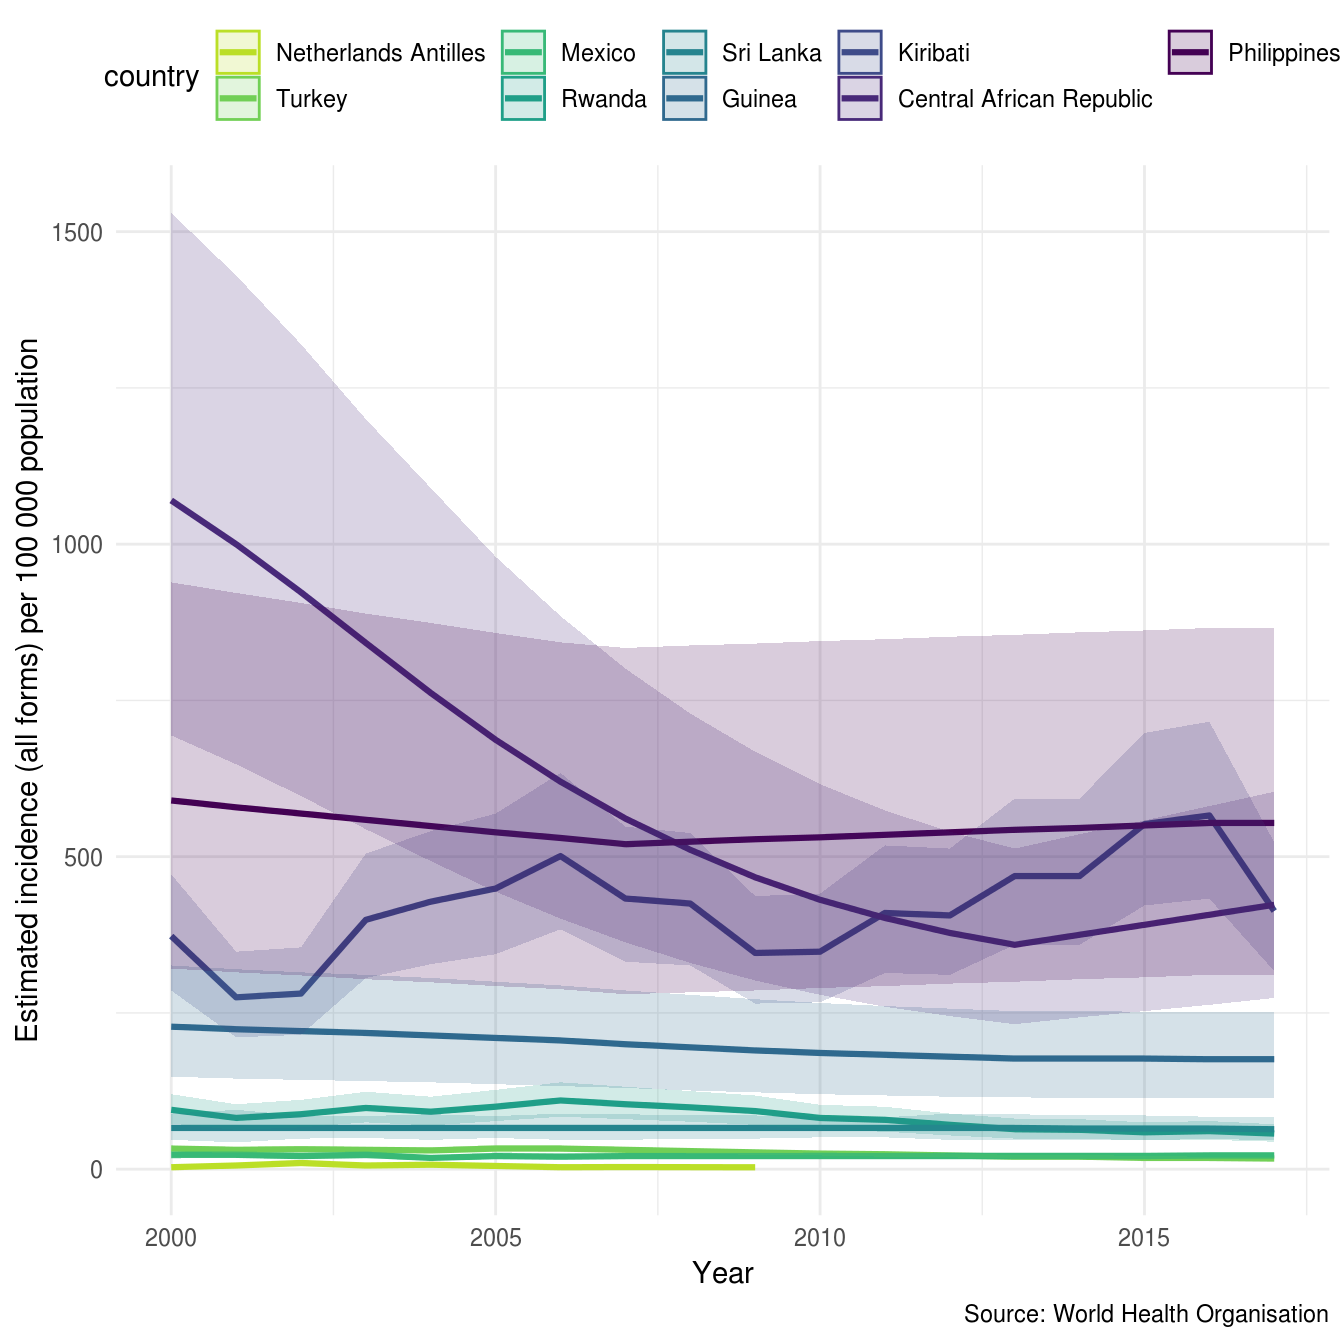 country
Netherlands Antilles
Mexico
Sri Lanka
Kiribati
Philippines
Turkey
Rwanda
Guinea
Central African Republic
Estimated incidence (all forms) per 100 000 population
1500
1000
500
0
2000
2005
2010
2015
Year
Source: World Health Organisation